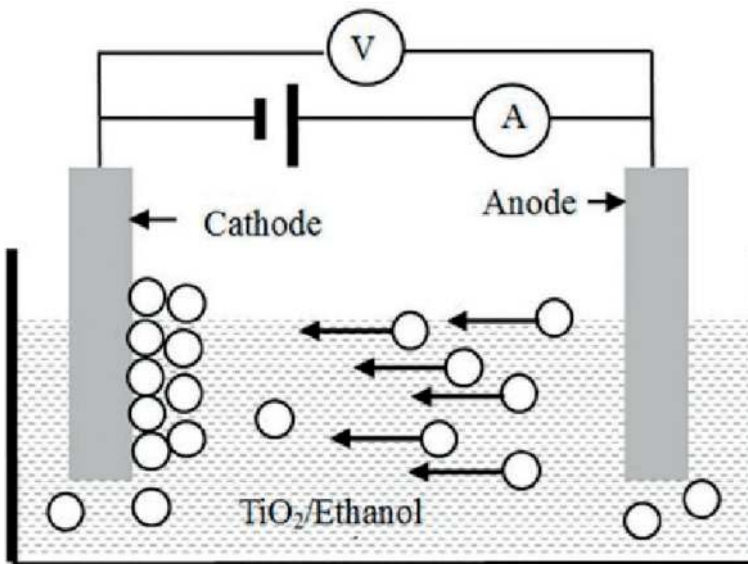 V
A
Cathode
Anode
TiO₂/Ethanol